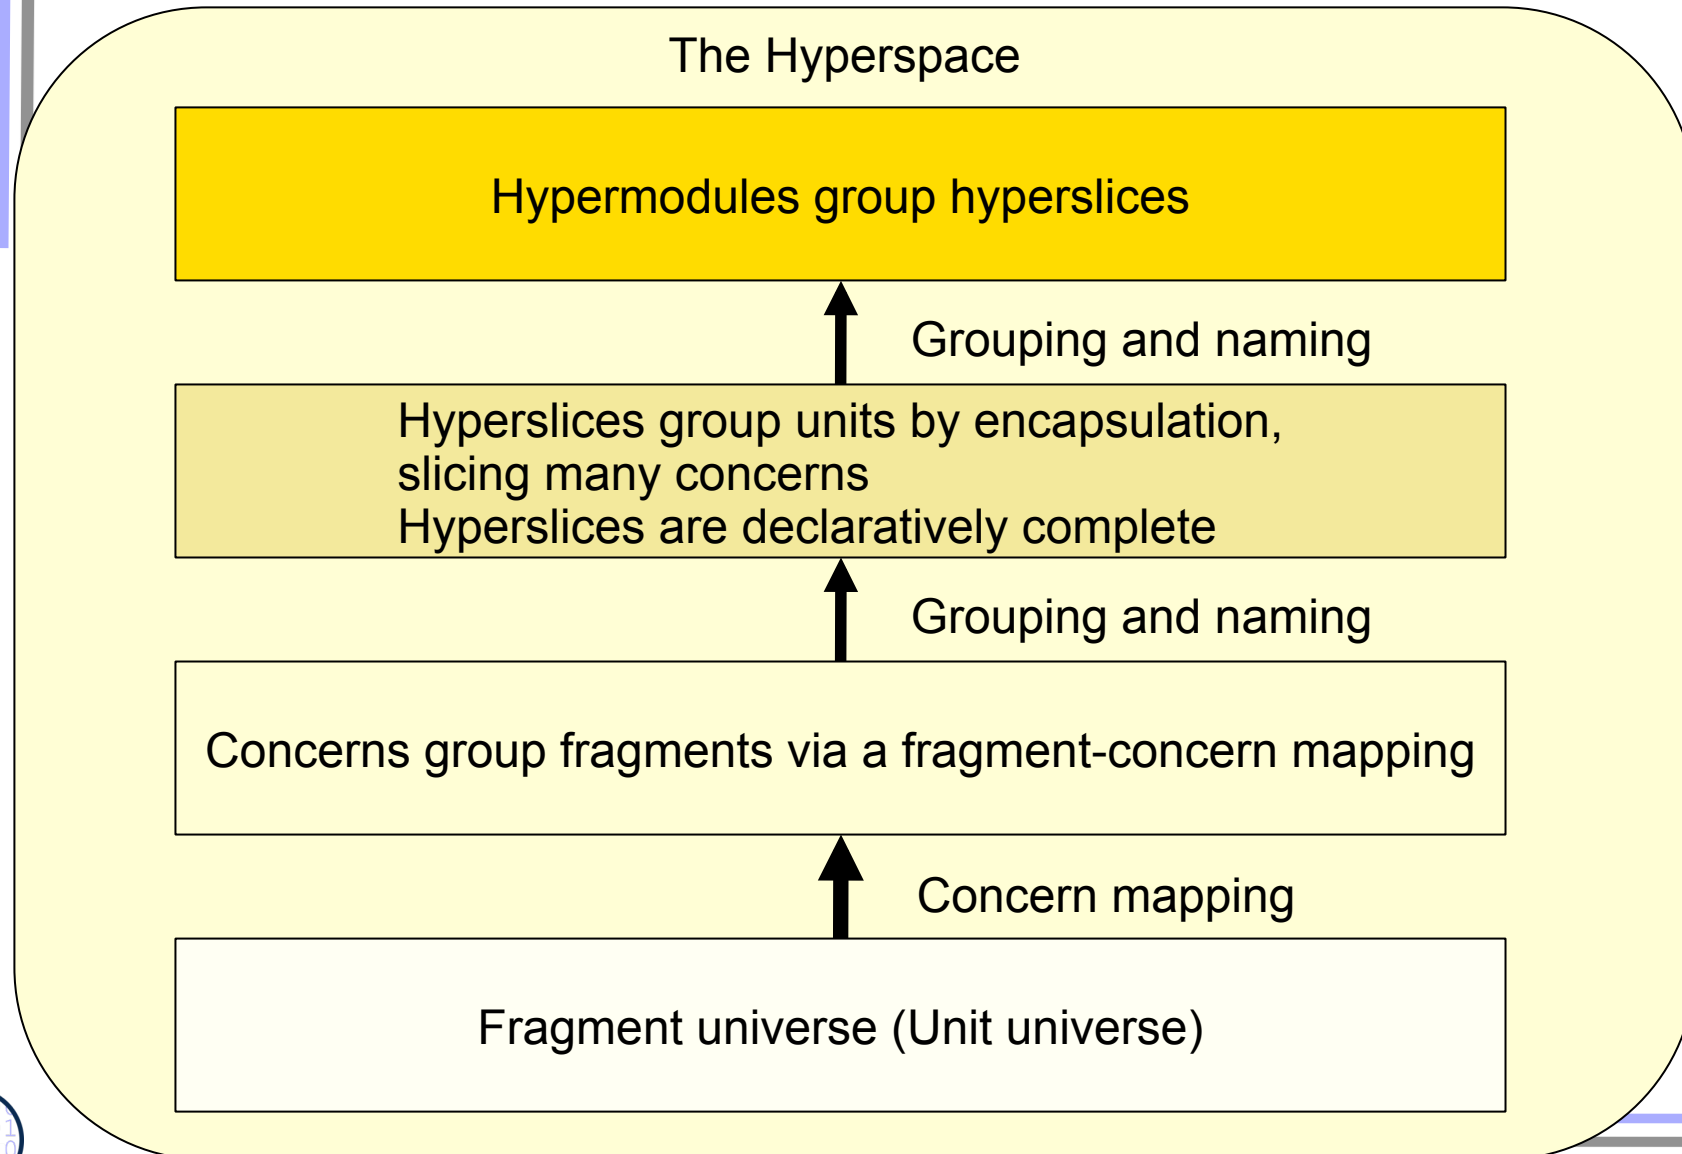 The Hyperspace
Hypermodules group hyperslices
Grouping and naming
Hyperslices group units by encapsulation,
slicing many concerns
Hyperslices are declaratively complete
Grouping and naming
Concerns group fragments via a fragment-concern mapping
Concern mapping
Fragment universe (Unit universe)